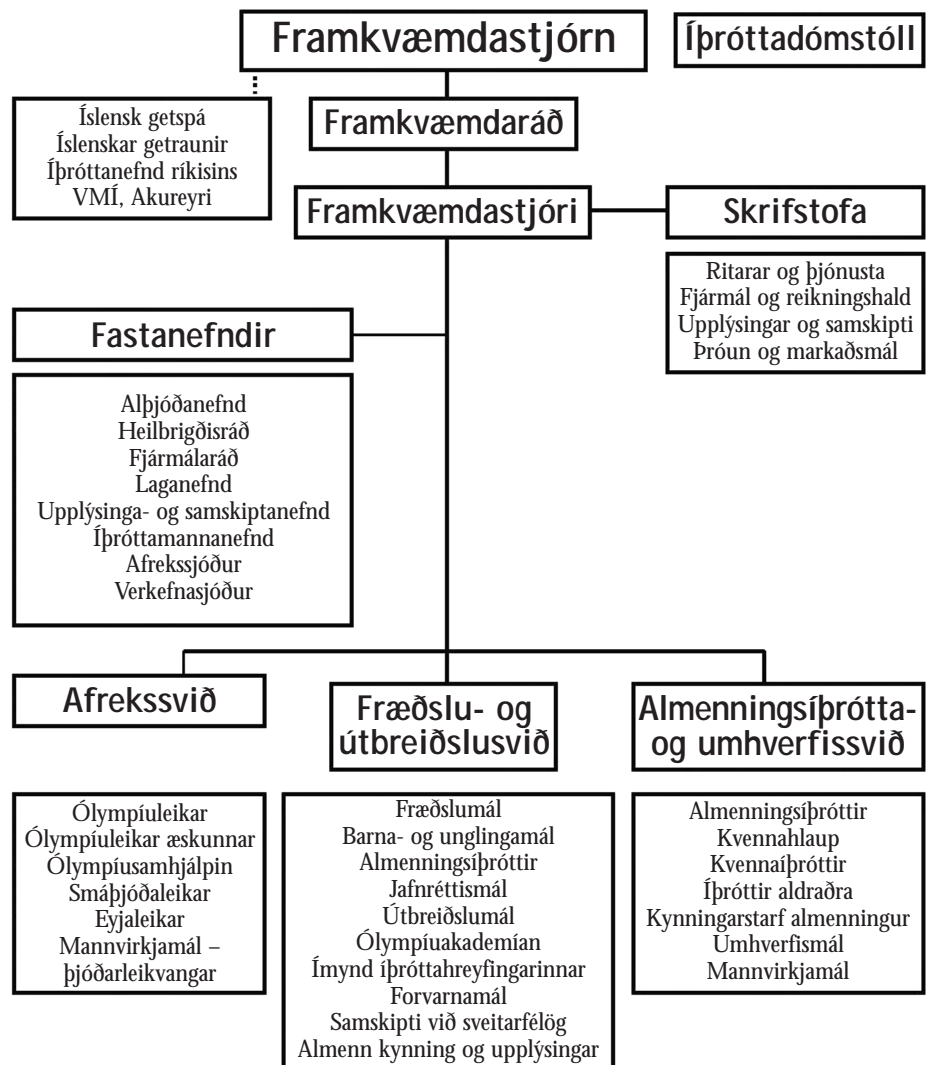 Framkvæmdastjórn
Íþróttadómstóll
Íslensk getspá
Íslenskar getraunir
Íþróttanefnd ríkisins
VMÍ, Akureyri
Framkvæmdaráð
Framkvæmdastjóri
Skrifstofa
Ritarar og þjónusta
Fjármál og reikningshald
Upplýsingar og samskipti
Þróun og markaðsmál
Fastanefndir
Alþjóðanefnd
Heilbrigðisráð
Fjármálaráð
Laganefnd
Upplýsinga- og samskiptanefnd
Íþróttamannanefnd
Afrekssjóður
Verkefnasjóður
Afrekssvið
Ólympíuleikar
Ólympíuleikar æskunnar
Ólympíusamhjálpin
Smáþjóðaleikar
Eyjaleikar
Mannvirkjamál –
þjóðarleikvangar
Fræðslu- og
útbreiðslusvið
Fræðslumál
Barna- og unglingamál
Almenningsíþróttir
Jafnréttismál
Útbreiðslumál
Ólympíuakademían
Ímynd íþróttahreyfingarinnar
Forvarnamál
Samskipti við sveitarfélög
Almenn kynning og upplýsingar
Almenningsíþrótta-
og umhverfissvið
Almenningsíþróttir
Kvennahlaup
Kvennaíþróttir
Íþróttir aldraðra
Kynningarstarf almenningur
Umhverfismál
Mannvirkjamál